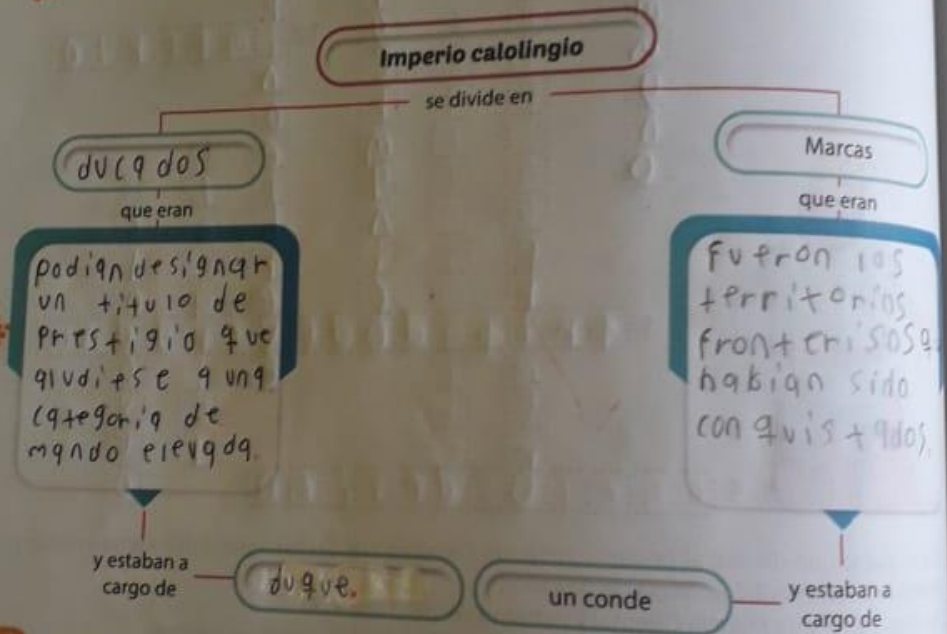 Imperio calolingio
se divide en
ducados
que eran
podian designar
un titulo de
prestigio que
aludiese a una
categoria de
mando elevada.
y estaban a
cargo de
duque.
Marcas
que eran
fueron los
territorios
fronterisos q
habian sido
conquistados.
y estaban a
cargo de
un conde